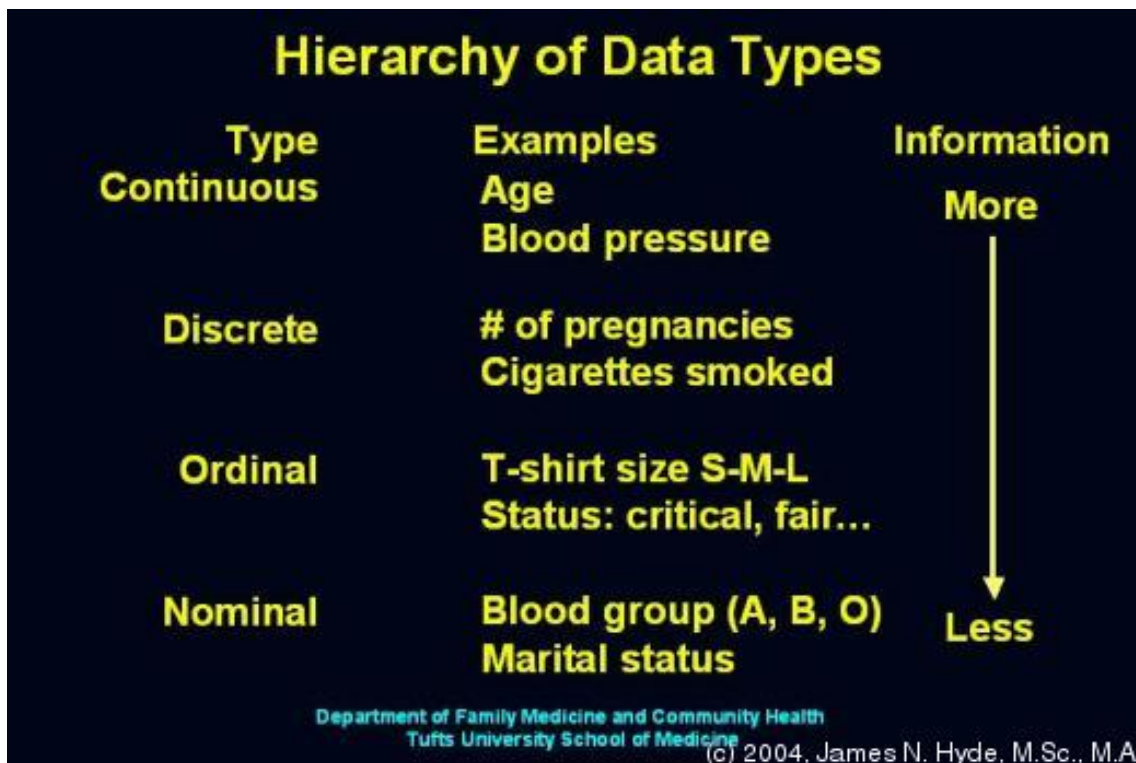 Hierarchy of Data Types
Type Examples Information
Continuous Age More
Blood pressure
Discrete # of pregnancies
Cigarettes smoked
Ordinal T-shirt size S-M-L
Status: critical, fair...
Nominal Blood group (A, B, O) Less
Marital status
Department of Family Medicine and Community Health
Tufts University School of Medicine
(c) 2004, James N. Hyde, M.Sc., M.A